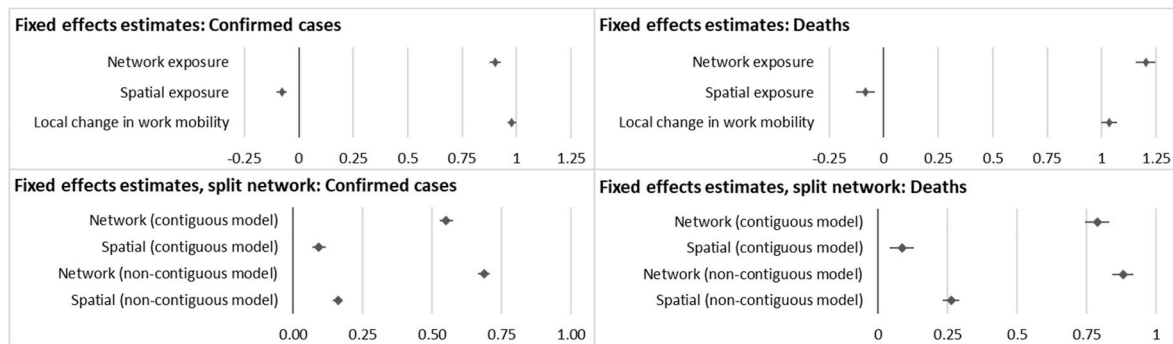 Fixed effects estimates: Confirmed cases
Network exposure
Spatial exposure
Local change in work mobility
-0.25 0 0.25 0.5 0.75 1 1.25
Fixed effects estimates: Deaths
Network exposure
Spatial exposure
Local change in work mobility
-0.25 0 0.25 0.5 0.75 1 1.25
Fixed effects estimates, split network: Confirmed cases
Network (contiguous model)
Spatial (contiguous model)
Network (non-contiguous model)
Spatial (non-contiguous model)
0.00 0.25 0.50 0.75 1.00
Fixed effects estimates, split network: Deaths
Network (contiguous model)
Spatial (contiguous model)
Network (non-contiguous model)
Spatial (non-contiguous model)
0 0.25 0.5 0.75 1